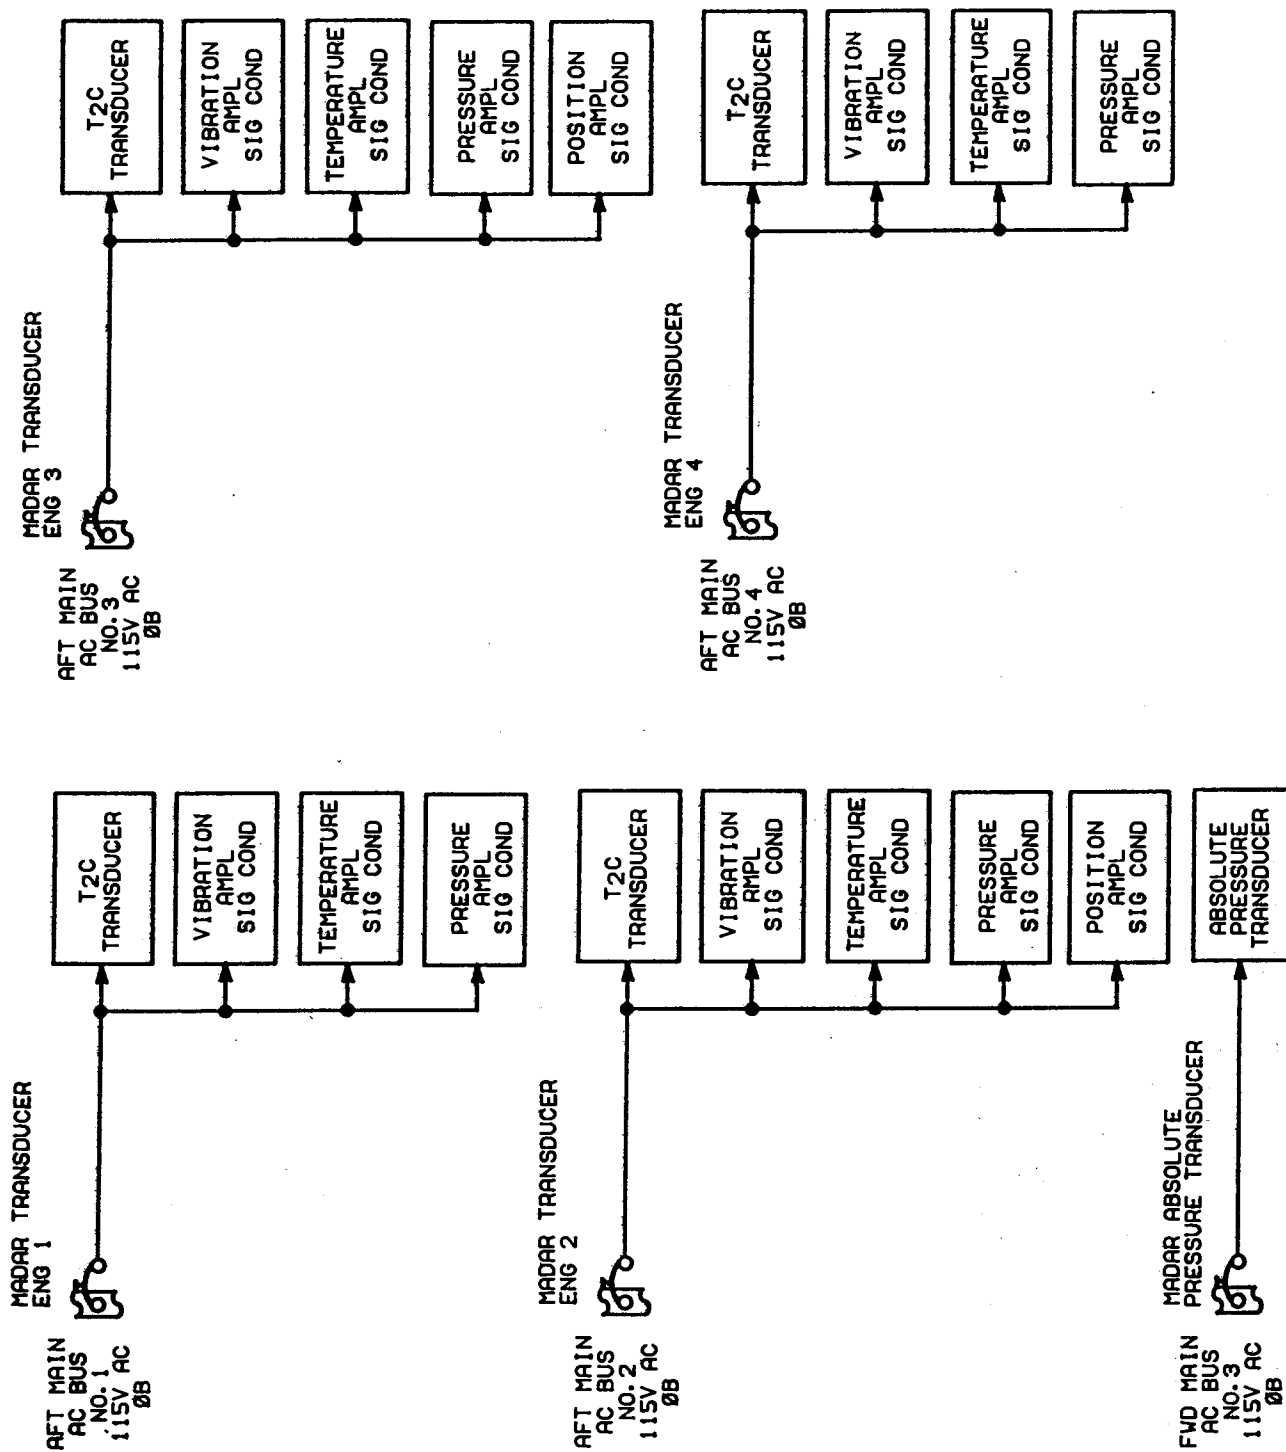 AFT MAIN
AC BUS
NO. 1
115V AC
ØB
MADAR TRANSDUCER
ENG 1
T2C
TRANSDUCER
VIBRATION
AMPL
SIG COND
TEMPERATURE
AMPL
SIG COND
PRESSURE
AMPL
SIG COND
AFT MAIN
AC BUS
NO. 2
115V AC
ØB
MADAR TRANSDUCER
ENG 2
T2C
TRANSDUCER
VIBRATION
AMPL
SIG COND
TEMPERATURE
AMPL
SIG COND
PRESSURE
AMPL
SIG COND
POSITION
AMPL
SIG COND
FWD MAIN
AC BUS
NO. 3
115V AC
ØB
MADAR ABSOLUTE
PRESSURE TRANSDUCER
ABSOLUTE
PRESSURE
TRANSDUCER
AFT MAIN
AC BUS
NO. 3
115V AC
ØB
MADAR TRANSDUCER
ENG 3
T2C
TRANSDUCER
VIBRATION
AMPL
SIG COND
TEMPERATURE
AMPL
SIG COND
PRESSURE
AMPL
SIG COND
POSITION
AMPL
SIG COND
AFT MAIN
AC BUS
NO. 4
115V AC
ØB
MADAR TRANSDUCER
ENG 4
T2C
TRANSDUCER
VIBRATION
AMPL
SIG COND
TEMPERATURE
AMPL
SIG COND
PRESSURE
AMPL
SIG COND